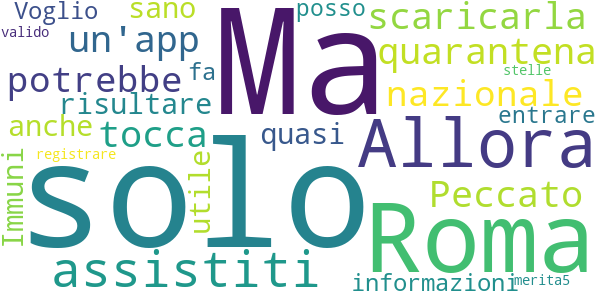 Voglio sano posso scaricarla
valido un'app Ma quarantena
potrebbe fa stelle
risultare nazionale
anche tocca quasi Allora entrare
registrare
Immuni solo utile Peccato
Roma
assistiti informazioni merita5